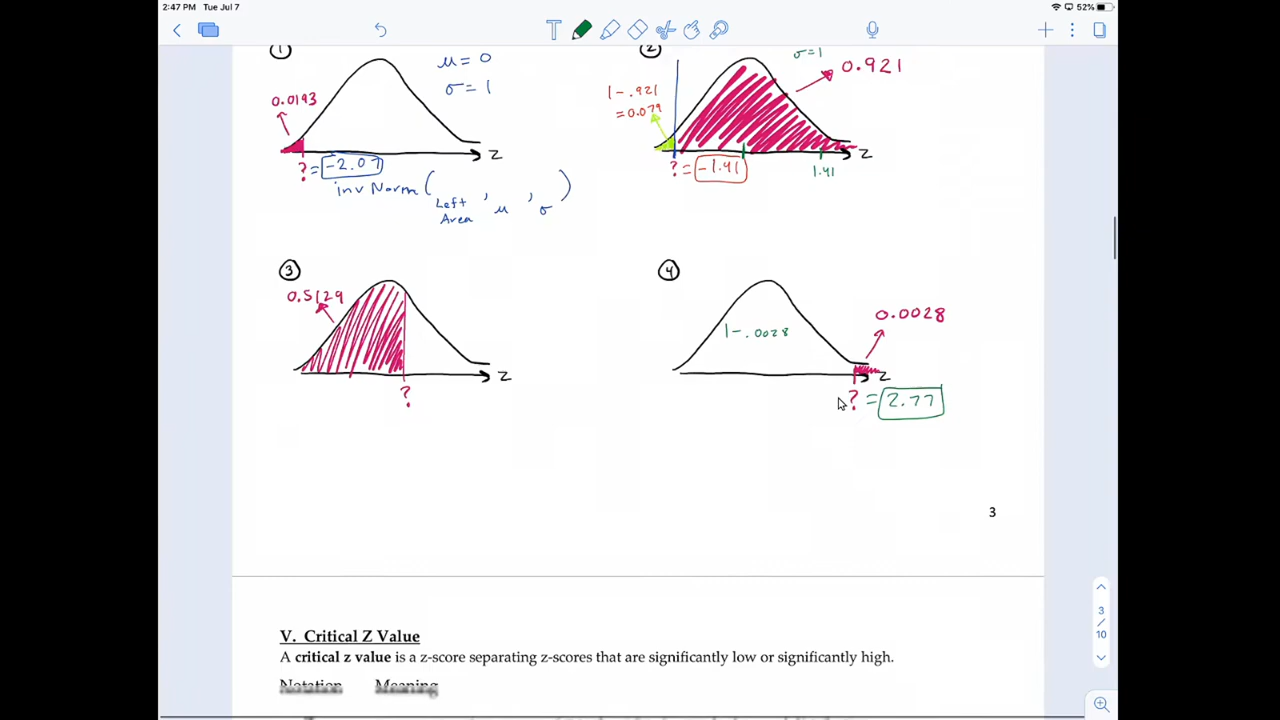 2:47 PM Tue Jul 7
52%
1
μ = 0
σ = 1
0.0193
? = -2.07
invNorm( Left Area , μ , σ )
Z
2
σ=1
0.921
1-.921
=0.079
? = -1.41
1.41
Z
3
0.5129
?
Z
4
1-.0028
0.0028
Z
? = 2.77
3
V. Critical Z Value
A critical z value is a z-score separating z-scores that are significantly low or significantly high.
Notation Meaning
3
/
10